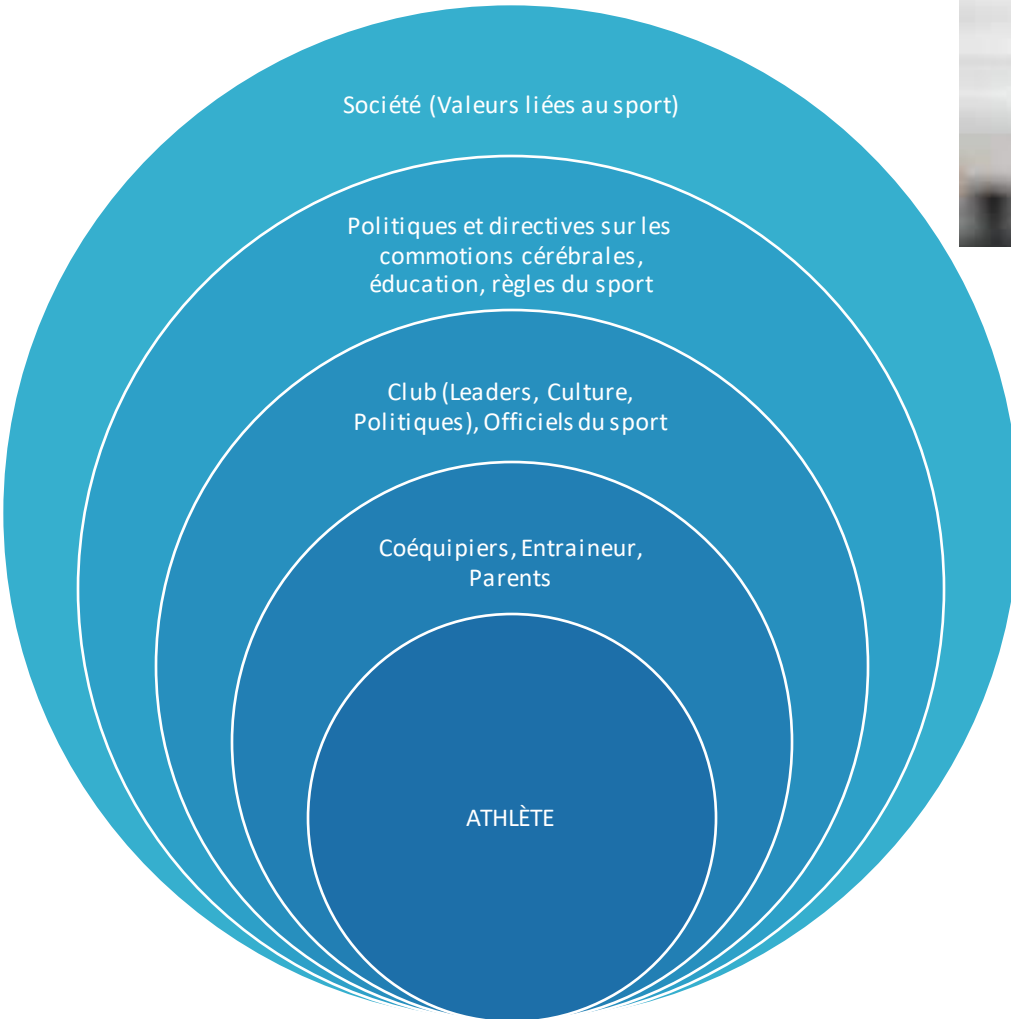 Société (Valeurs liées au sport)
Politiques et directives sur les
commotions cérébrales,
éducation, règles du sport
Club (Leaders, Culture,
Politiques), Officiels du sport
Coéquipiers, Entraineur,
Parents
ATHLÈTE